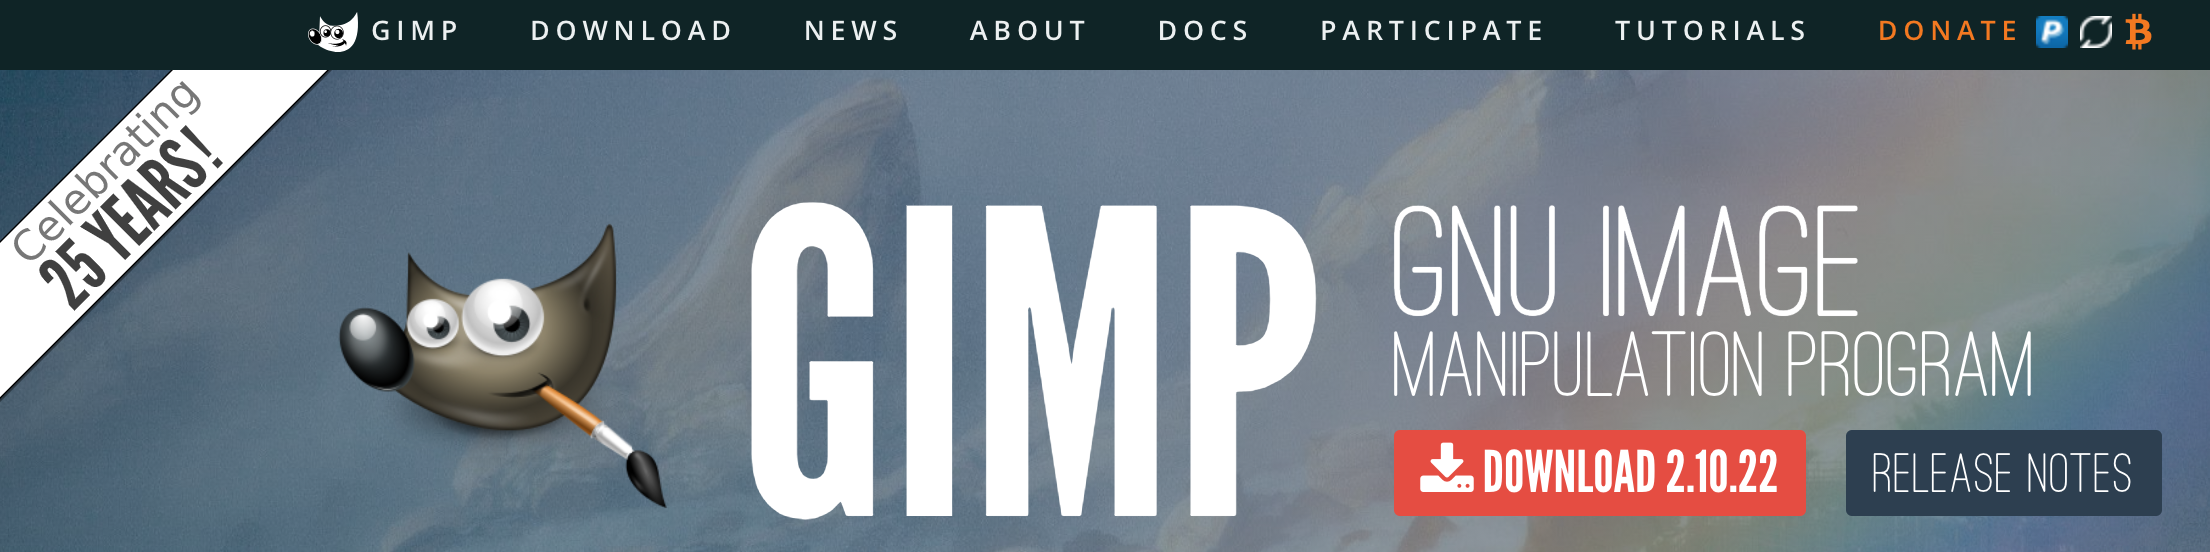 GIMP DOWNLOAD NEWS ABOUT DOCS PARTICIPATE TUTORIALS DONATE
Celebrating
25 YEARS!
GIMP
GNU IMAGE
MANIPULATION PROGRAM
DOWNLOAD 2.10.22
RELEASE NOTES